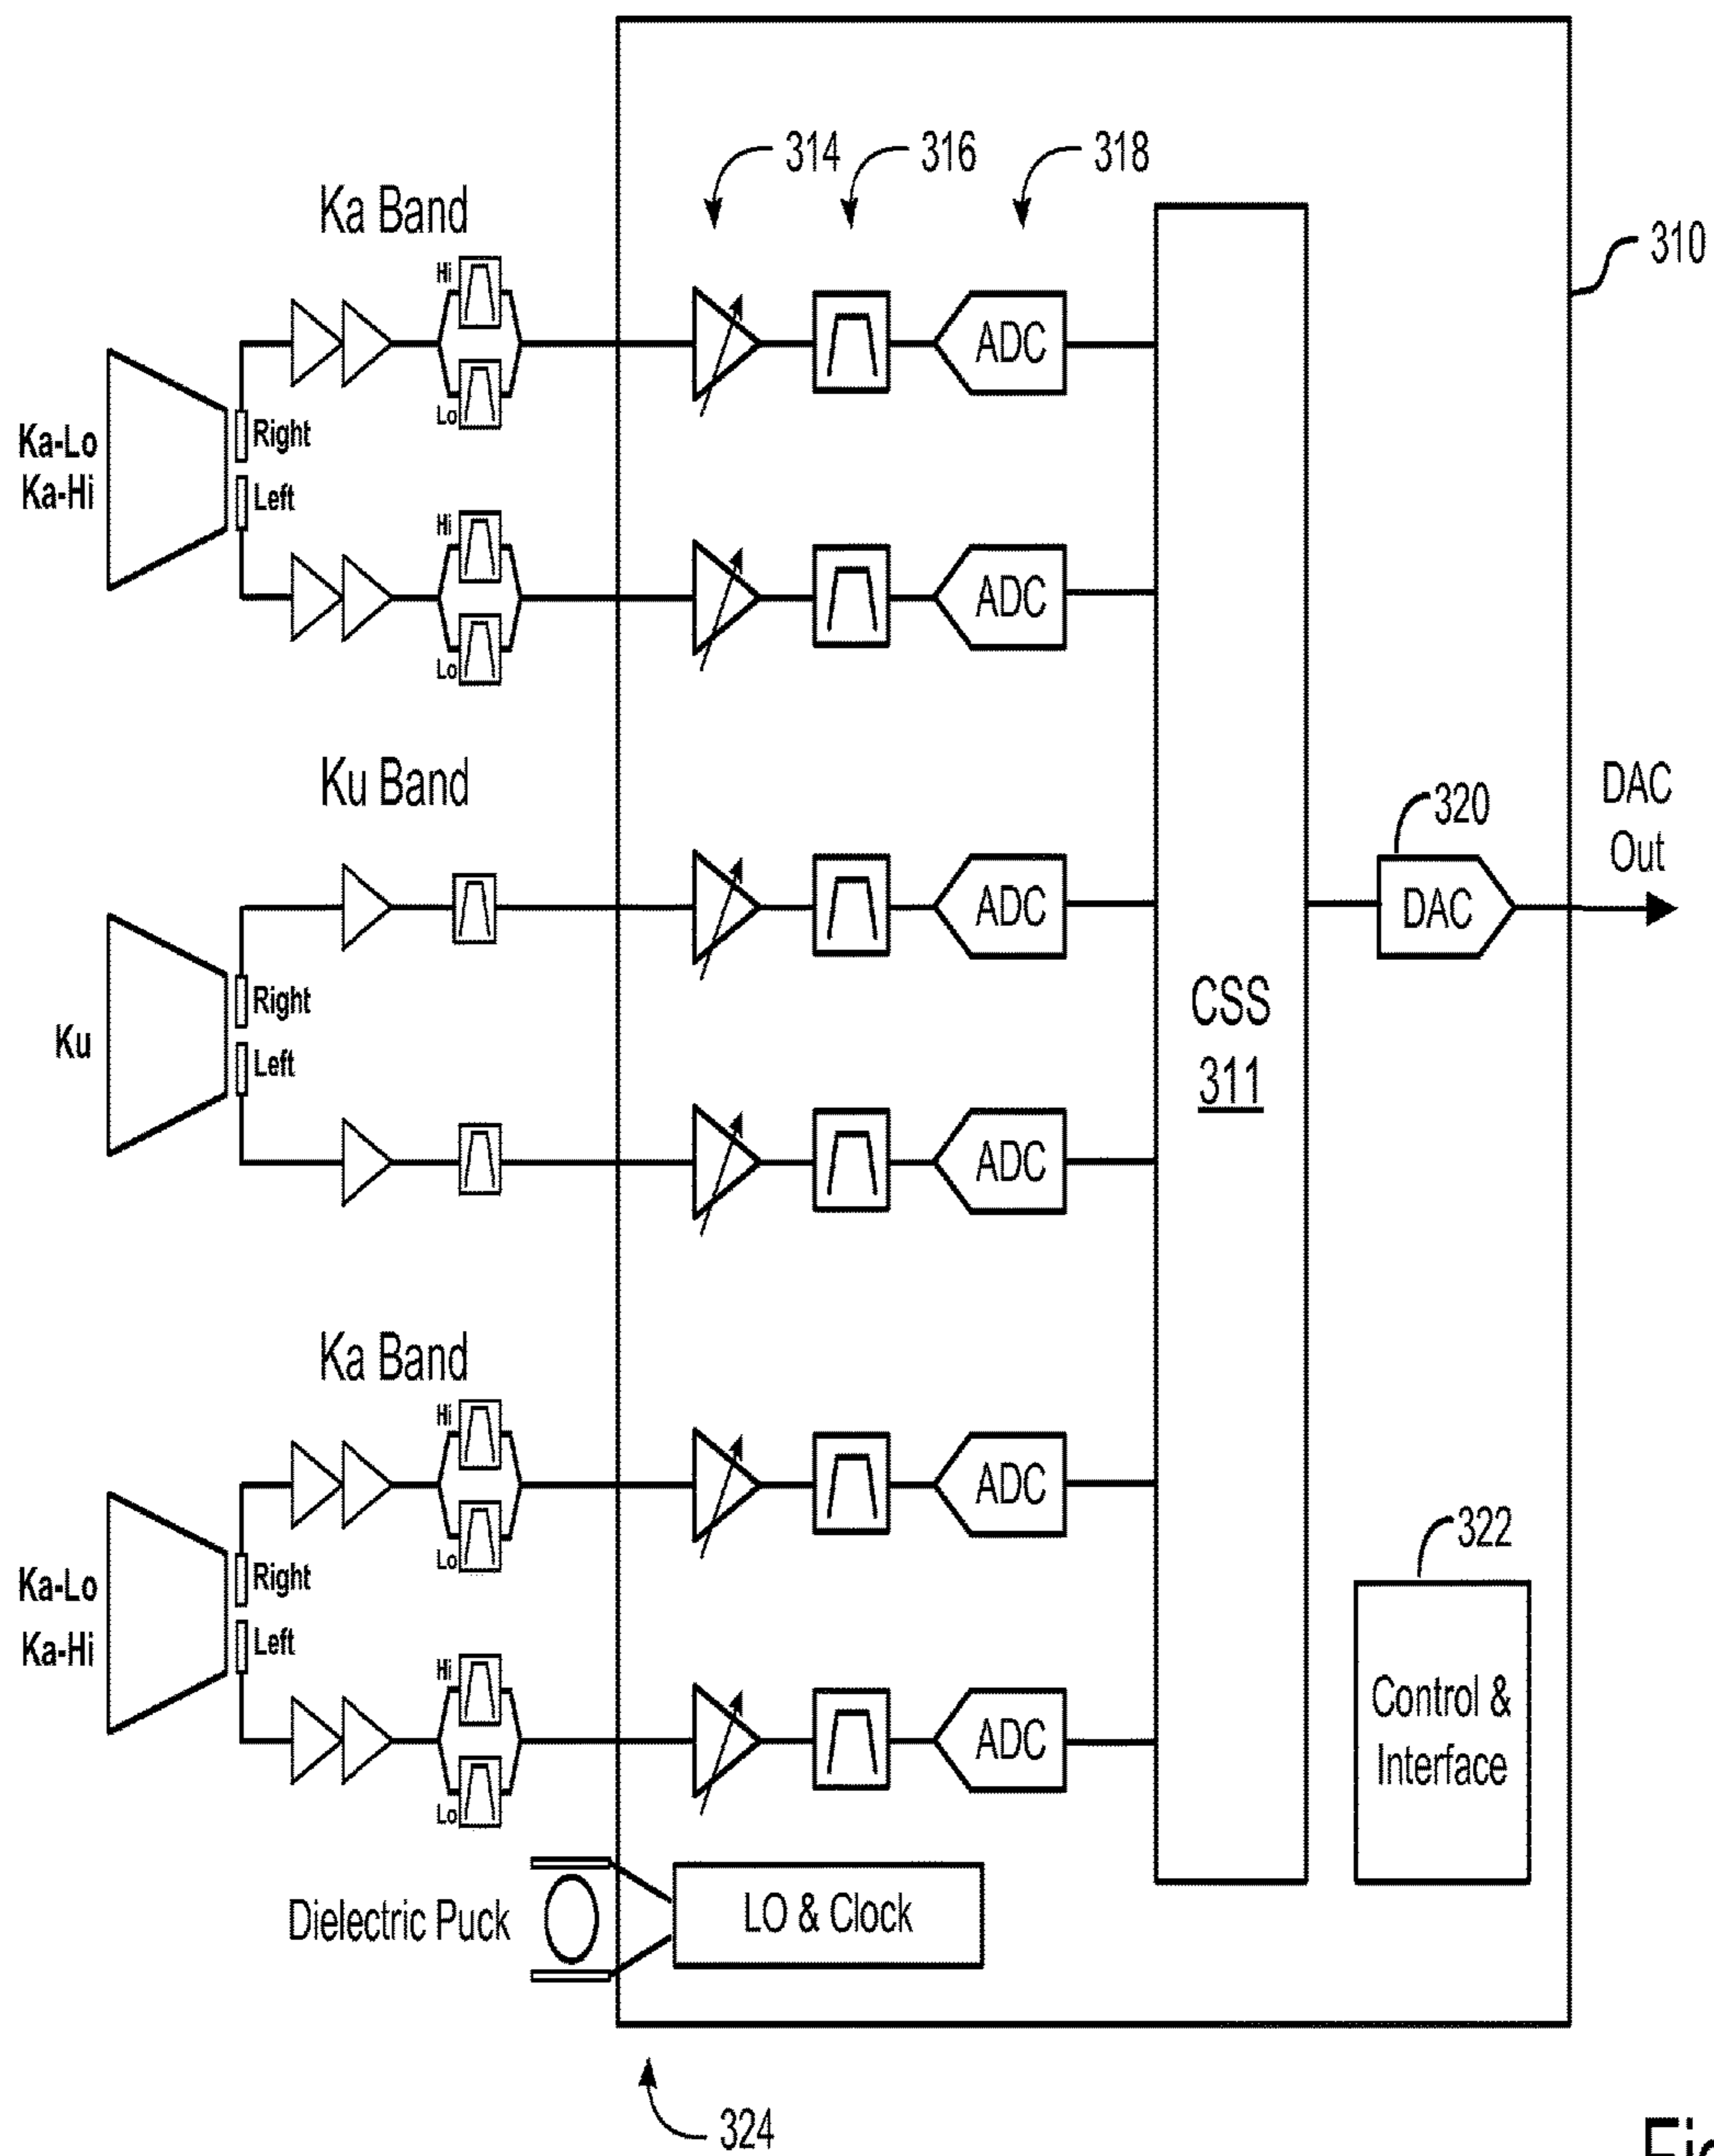 314
316
318
Ka Band
310
Hi
ADC
Lo
Right
Ka-Lo
Ka-Hi
Left
Hi
ADC
Lo
Ku Band
DAC
Out
320
ADC
DAC
Right
CSS
311
Ku
Left
ADC
Ka Band
Hi
ADC
322
Lo
Right
Ka-Lo
Ka-Hi
Left
Hi
Control &
Interface
ADC
Lo
Dielectric Puck
LO & Clock
324